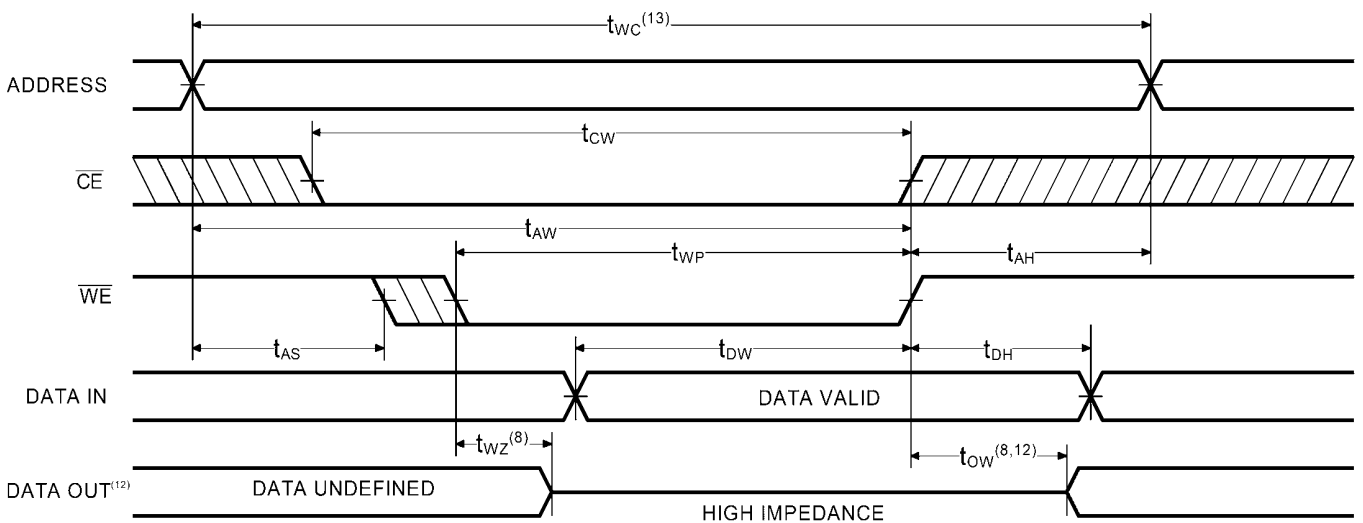 tWC(13)
ADDRESS
tCW
CE
tAW
tWP
tAH
WE
tAS
tDW
tDH
DATA IN
DATA VALID
tWZ(8)
tOW(8,12)
DATA OUT(12)
DATA UNDEFINED
HIGH IMPEDANCE